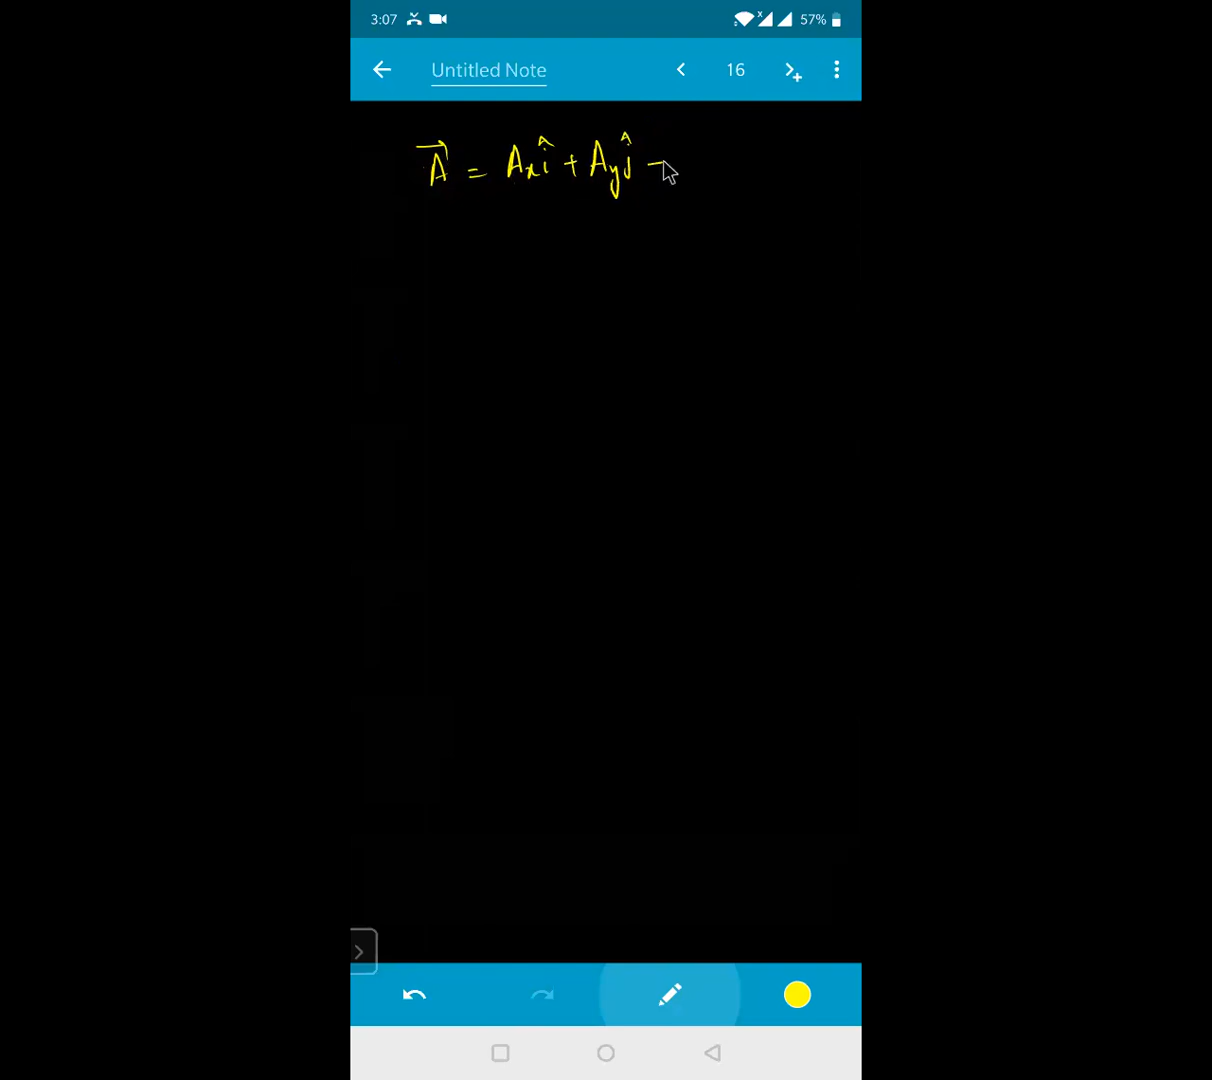 3:07 57%
Untitled Note 16
A⃗ = Axî + Ayĵ -